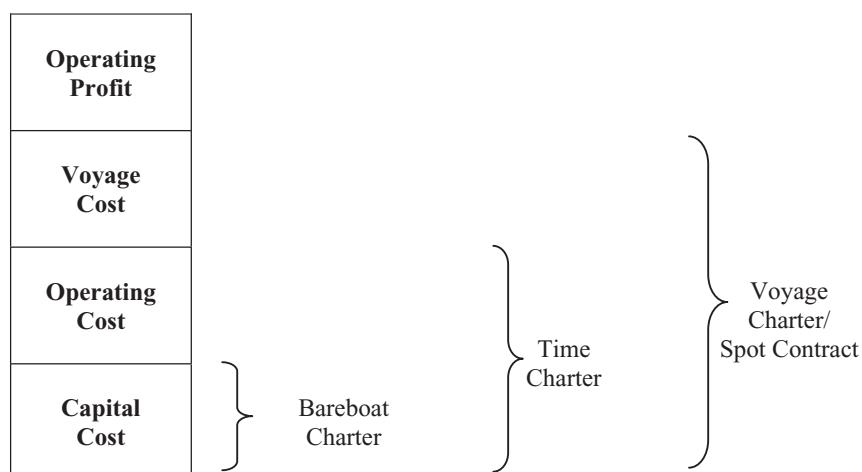 Operating
Profit
Voyage
Cost
Operating
Cost
Capital
Cost
Bareboat
Charter
Time
Charter
Voyage
Charter/
Spot Contract